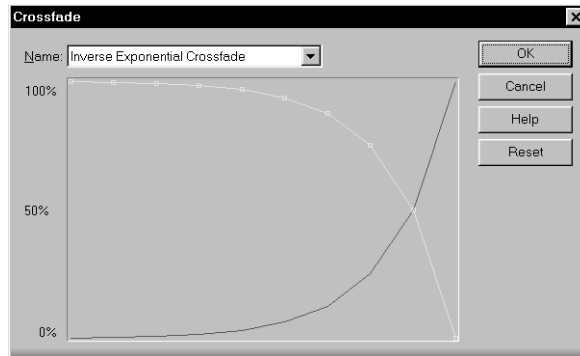 Crossfade
Name: Inverse Exponential Crossfade
OK
100%
Cancel
Help
Reset
50%
0%